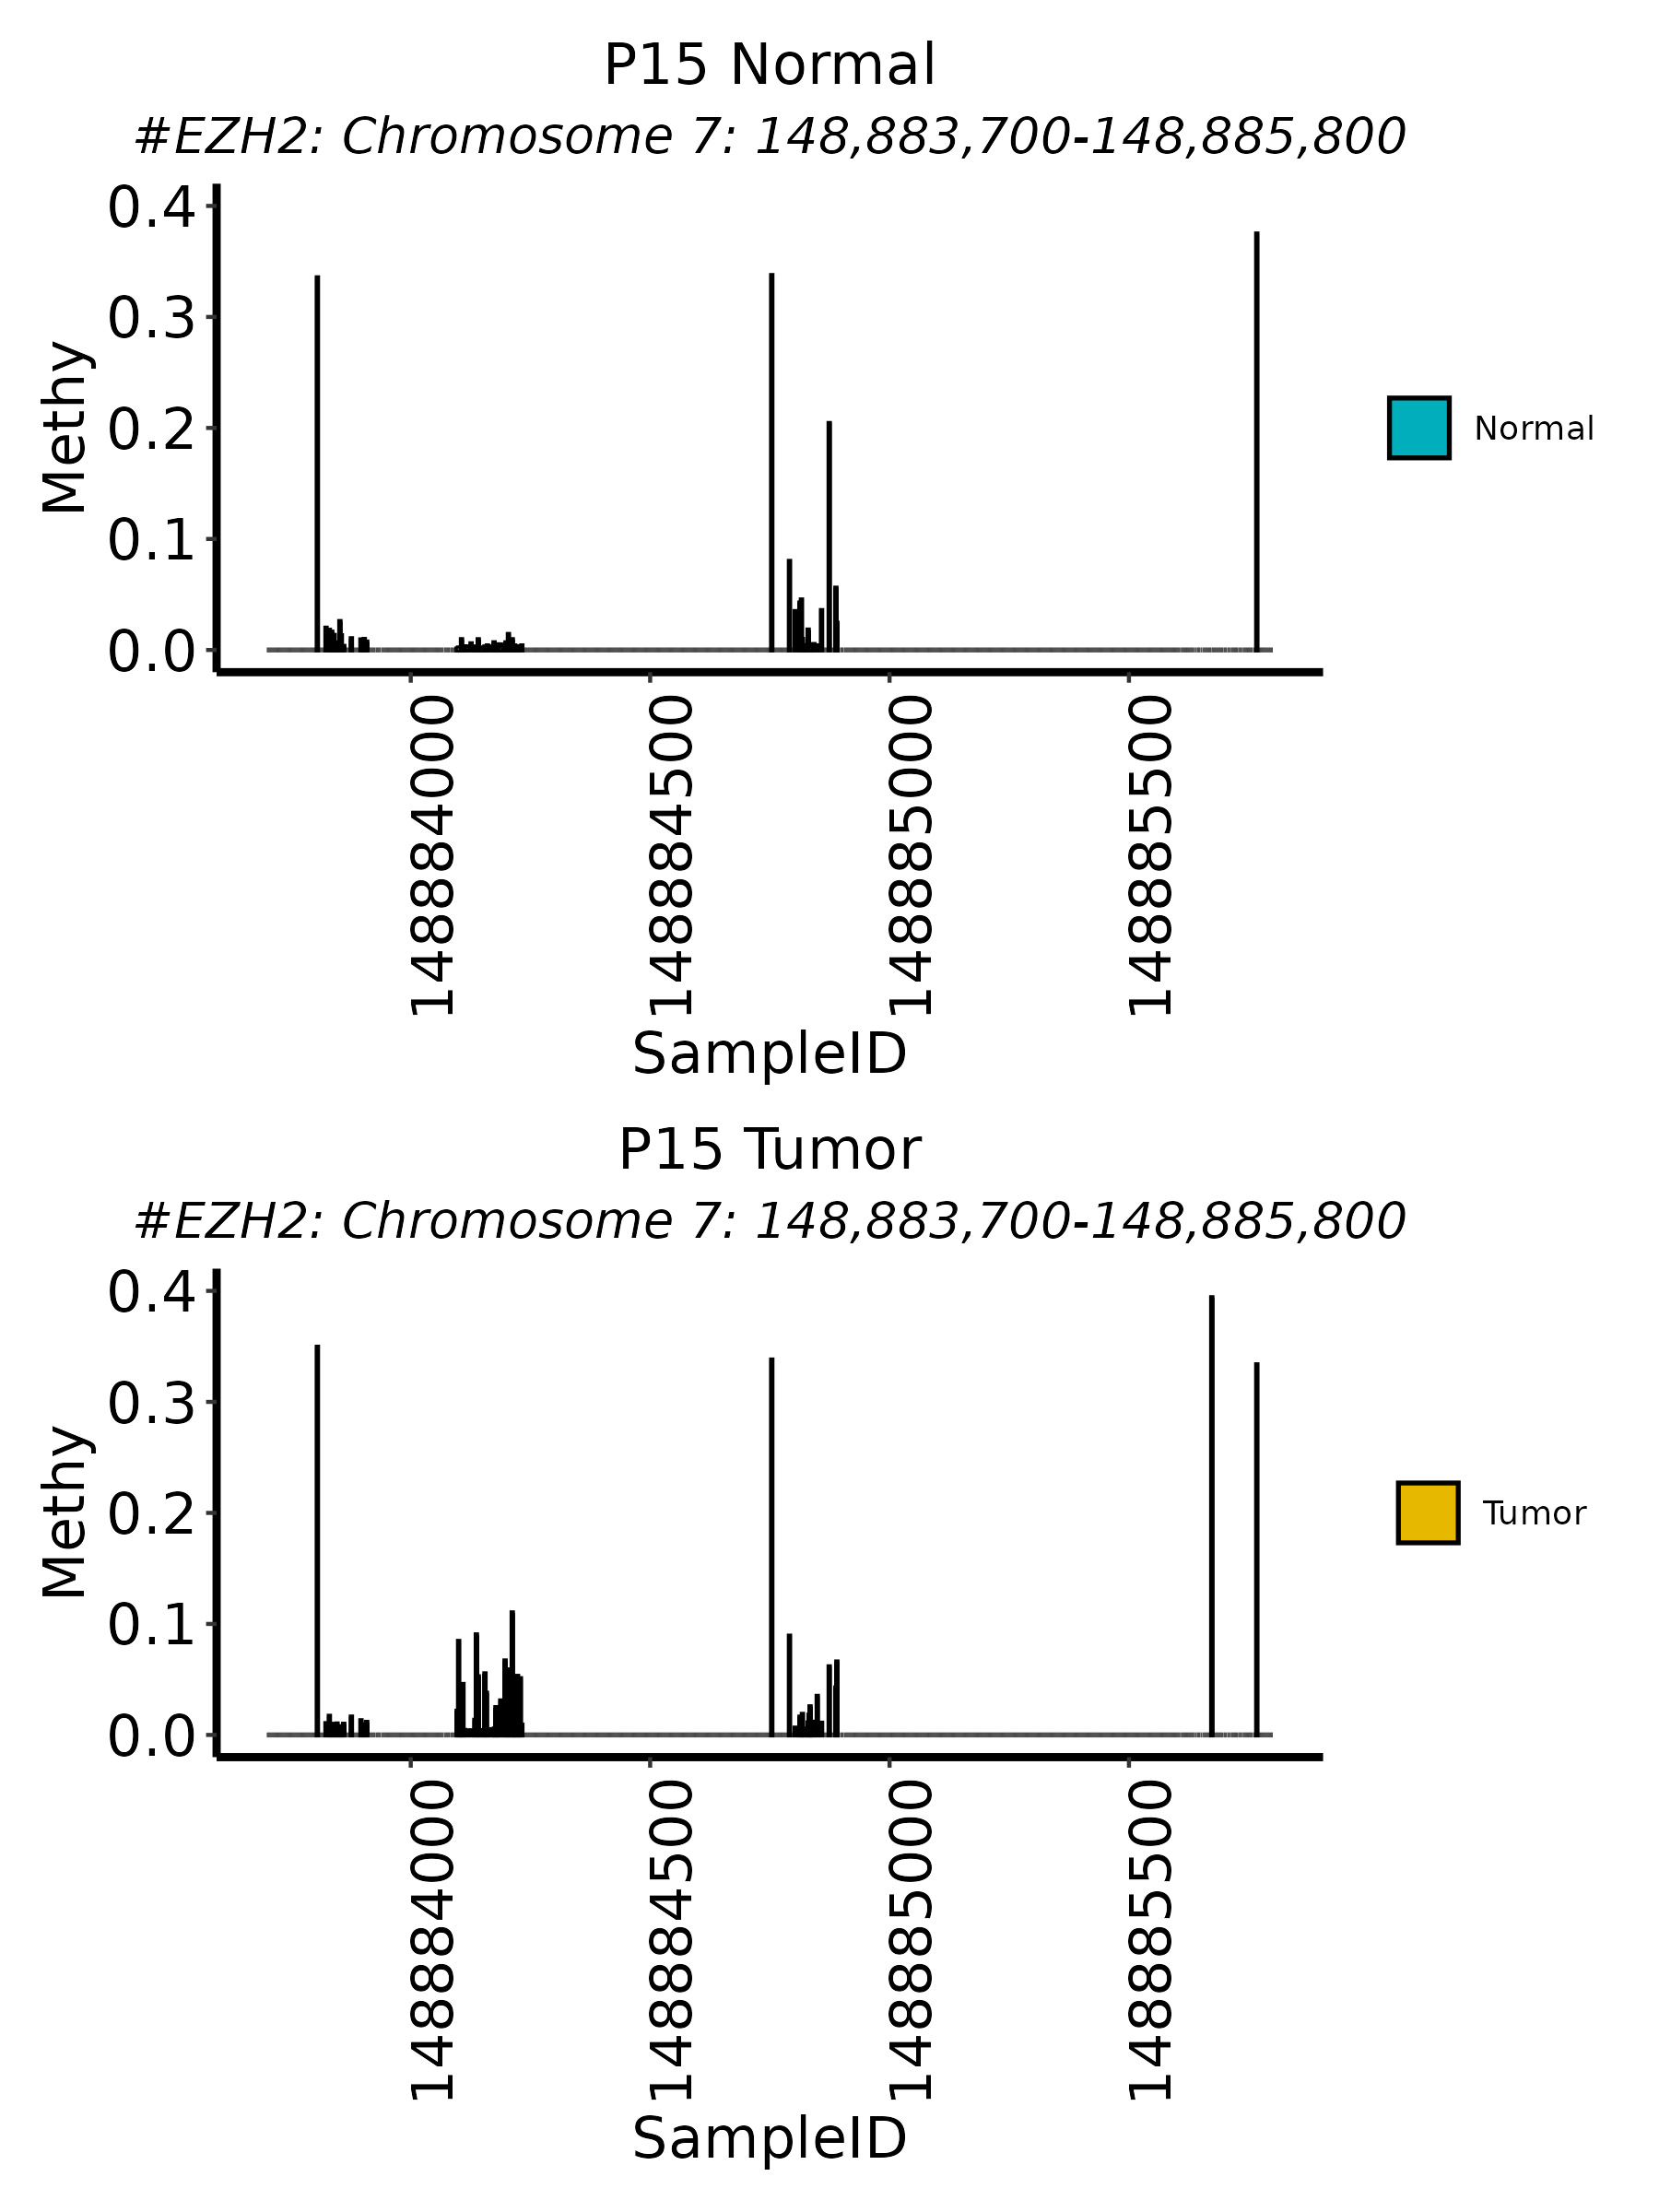 P15 Normal
#EZH2: Chromosome 7: 148,883,700-148,885,800
0.4
0.3
0.2
0.1
0.0
Methy
148884000
148884500
148885000
148885500
SampleID
Normal
P15 Tumor
#EZH2: Chromosome 7: 148,883,700-148,885,800
0.4
0.3
0.2
0.1
0.0
Methy
148884000
148884500
148885000
148885500
SampleID
Tumor